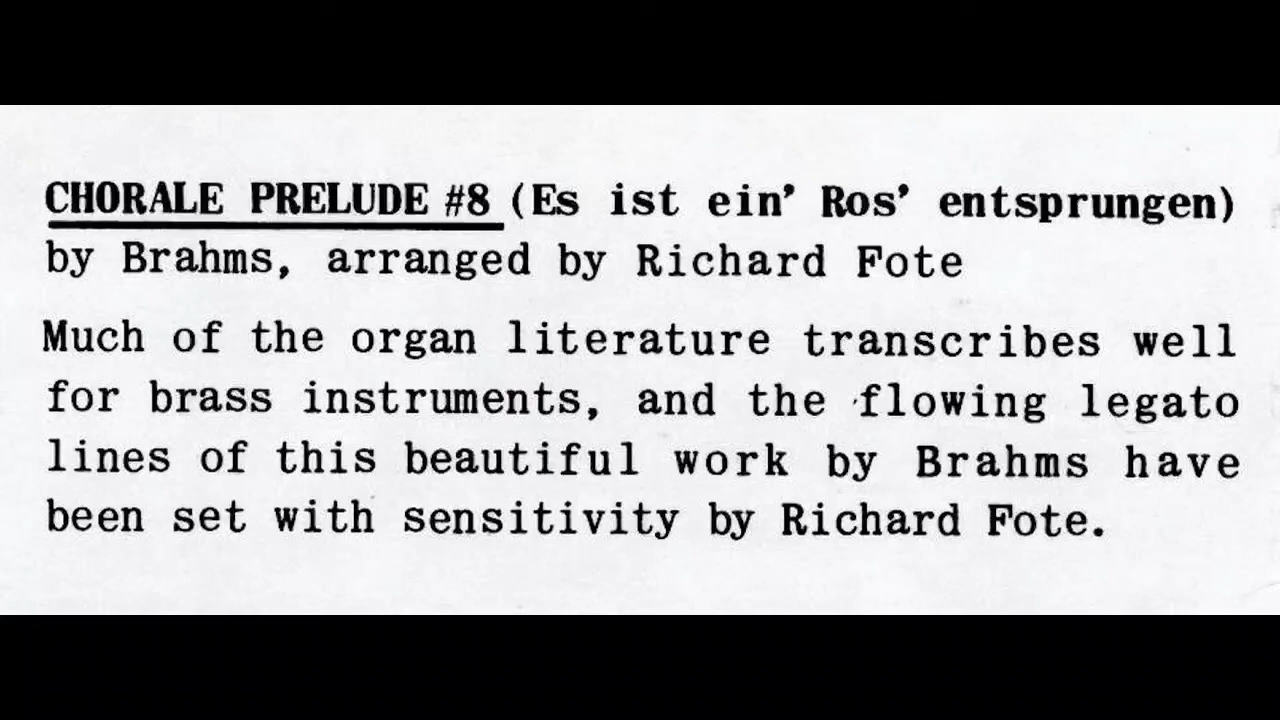 CHORALE PRELUDE #8 (Es ist ein’ Ros’ entsprungen)
by Brahms, arranged by Richard Fote
Much of the organ literature transcribes well
for brass instruments, and the flowing legato
lines of this beautiful work by Brahms have
been set with sensitivity by Richard Fote.